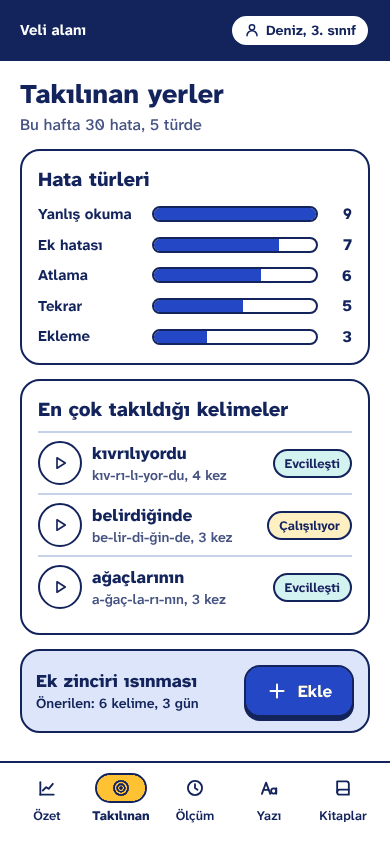 Veli alanı
Deniz, 3. sınıf
Takılınan yerler
Bu hafta 30 hata, 5 türde
Hata türleri
Yanlış okuma 9
Ek hatası 7
Atlama 6
Tekrar 5
Ekleme 3
En çok takıldığı kelimeler
kıvrılıyordu
kıv-rı-lı-yor-du, 4 kez
Evcilleşti
belirdiğinde
be-lir-di-ğin-de, 3 kez
Çalışılıyor
ağaçlarının
a-ğaç-la-rı-nın, 3 kez
Evcilleşti
Ek zinciri ısınması
Önerilen: 6 kelime, 3 gün
Ekle
Özet
Takılınan
Ölçüm
Aa
Yazı
Kitaplar